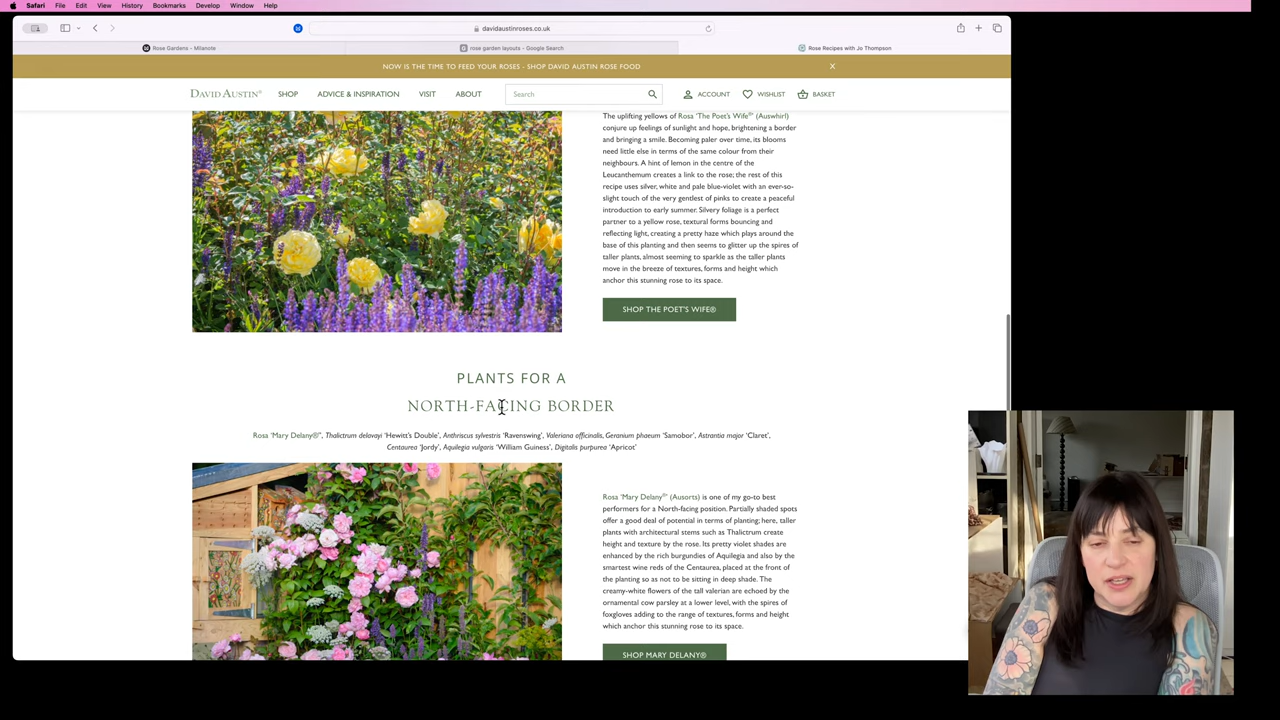 Safari File Edit View History Bookmarks Develop Window Help
davidaustinroses.co.uk
Rose Gardens - Milanote
rose garden layouts - Google Search
Rose Recipes with Jo Thompson
NOW IS THE TIME TO FEED YOUR ROSES - SHOP DAVID AUSTIN ROSE FOOD X
DAVID AUSTIN® SHOP ADVICE & INSPIRATION VISIT ABOUT Search ACCOUNT WISHLIST BASKET
The uplifting yellows of Rosa 'The Poet's Wife®' (Auswhirl)
conjure up feelings of sunlight and hope, brightening a border
and bringing a smile. Becoming paler over time, its blooms
need little else in terms of the same colour from their
neighbours. A hint of lemon in the centre of the
Leucanthemum creates a link to the rose; the rest of this
recipe uses silver, white and pale blue-violet with an ever-so-
slight touch of the very gentlest of pinks to create a peaceful
introduction to early summer. Silvery foliage is a perfect
partner to a yellow rose, textural forms bouncing and
reflecting light, creating a pretty haze which plays around the
base of this planting and then seems to glitter up the spires of
taller plants, almost seeming to sparkle as the taller plants
move in the breeze of textures, forms and height which
anchor this stunning rose to its space.
SHOP THE POET'S WIFE®
PLANTS FOR A
NORTH-FACING BORDER
Rosa 'Mary Delany®', Thalictrum delavayi 'Hewitt's Double', Anthriscus sylvestris 'Ravenswing', Valeriana officinalis, Geranium phaeum 'Samobor', Astrantia major 'Claret',
Centaurea 'Jordy', Aquilegia vulgaris 'William Guiness', Digitalis purpurea 'Apricot'
Rosa 'Mary Delany®' (Ausorts) is one of my go-to best
performers for a North-facing position. Partially shaded spots
offer a good deal of potential in terms of planting; here, taller
plants with architectural stems such as Thalictrum create
height and texture by the rose. Its pretty violet shades are
enhanced by the rich burgundies of Aquilegia and also by the
smartest wine reds of the Centaurea, placed at the front of
the planting so as not to be sitting in deep shade. The
creamy-white flowers of the tall valerian are echoed by the
ornamental cow parsley at a lower level, with the spires of
foxgloves adding to the range of textures, forms and height
which anchor this stunning rose to its space.
SHOP MARY DELANY®